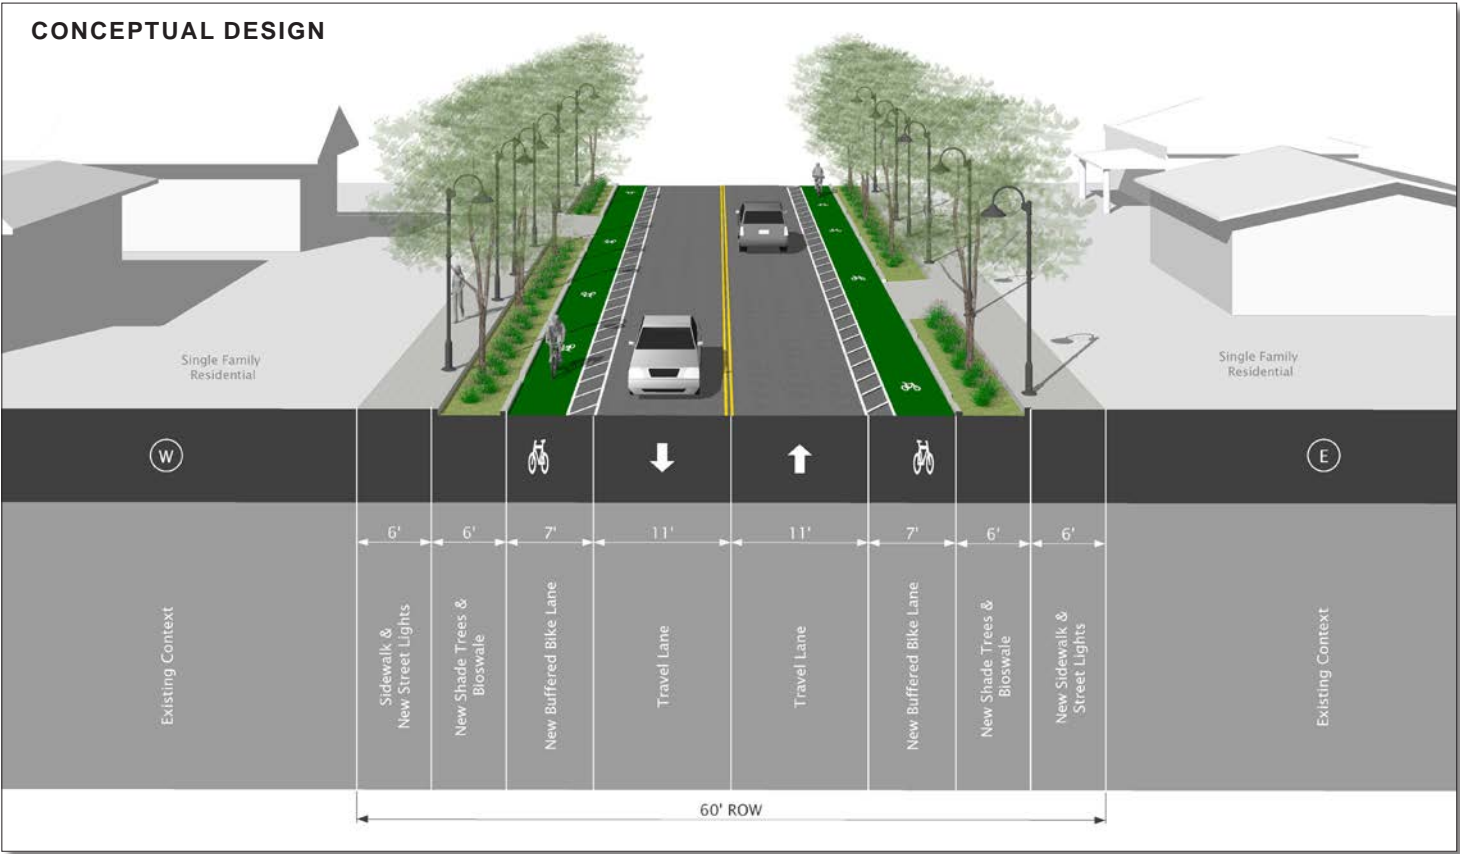 CONCEPTUAL DESIGN
Single Family
Residential
Single Family
Residential
W
E
6'
6'
7'
11'
11'
7'
6'
6'
Existing Context
Sidewalk &
New Street Lights
New Shade Trees &
Bioswale
New Buffered Bike Lane
Travel Lane
Travel Lane
New Buffered Bike Lane
New Shade Trees &
Bioswale
New Sidewalk &
Street Lights
Existing Context
60' ROW